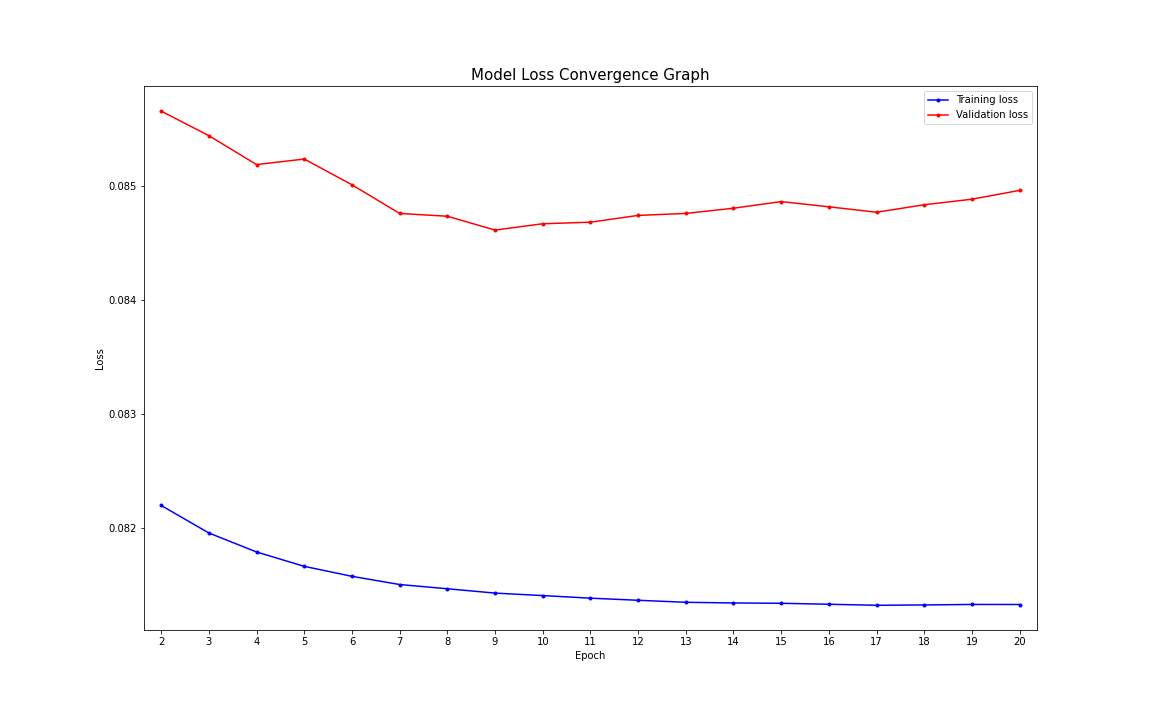 Model Loss Convergence Graph
Training loss
Validation loss
0.085
0.084
0.083
0.082
Loss
2 3 4 5 6 7 8 9 10 11 12 13 14 15 16 17 18 19 20
Epoch